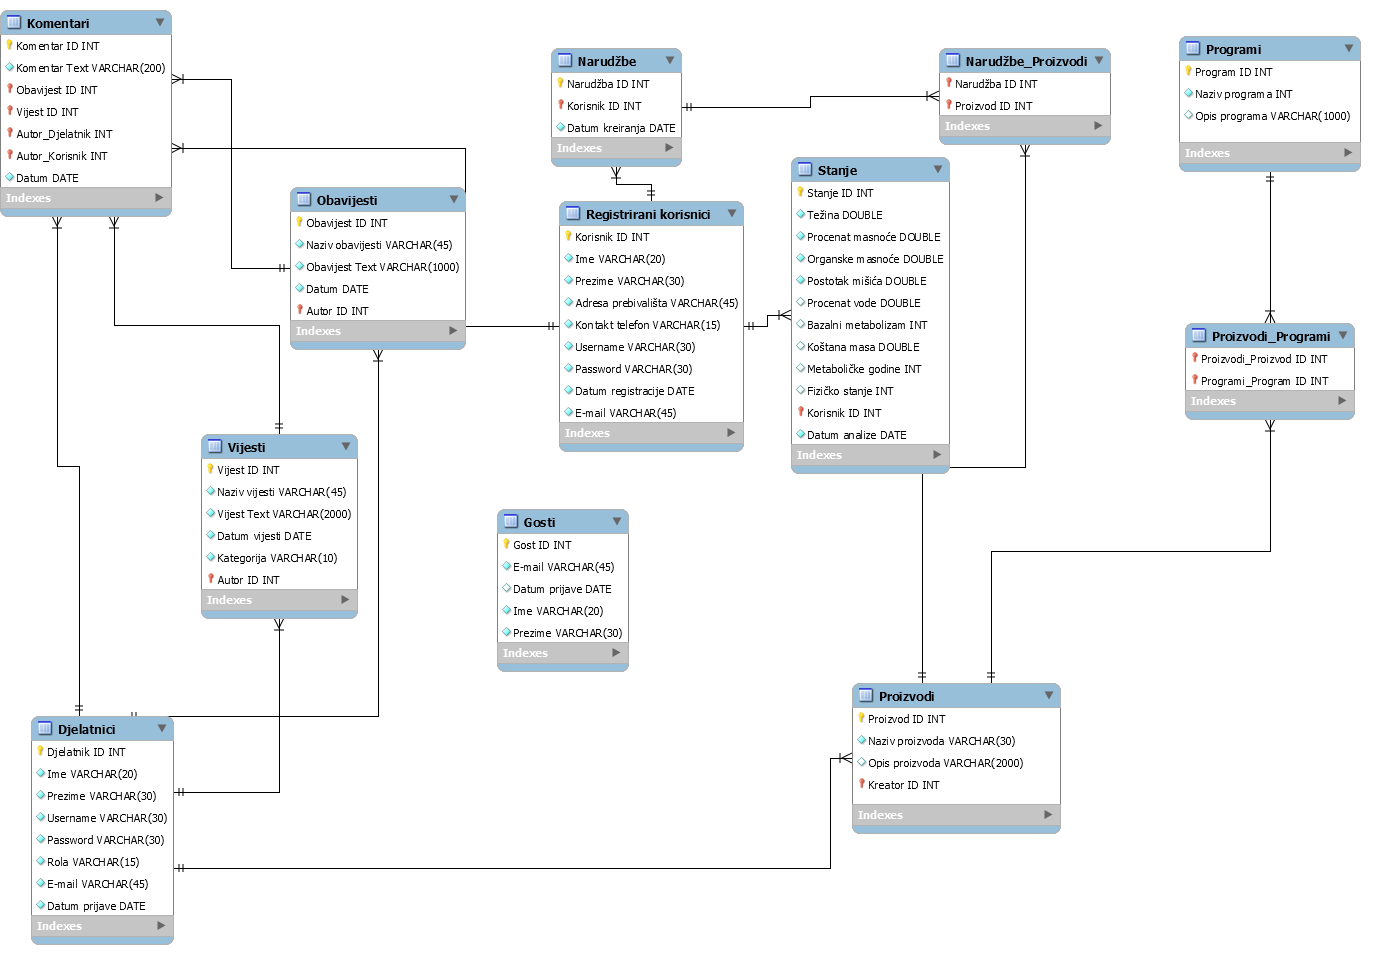 Komentari
Komentar ID INT
Komentar Text VARCHAR(200)
Obavijest ID INT
Vijest ID INT
Autor_Djelatnik INT
Autor_Korisnik INT
Datum DATE
Indexes
Obavijesti
Obavijest ID INT
Naziv obavijesti VARCHAR(45)
Obavijest Text VARCHAR(1000)
Datum DATE
Autor ID INT
Indexes
Narudžbe
Narudžba ID INT
Korisnik ID INT
Datum kreiranja DATE
Indexes
Narudžbe_Proizvodi
Narudžba ID INT
Proizvod ID INT
Indexes
Programi
Program ID INT
Naziv programa INT
Opis programa VARCHAR(1000)
Indexes
Registrirani korisnici
Korisnik ID INT
Ime VARCHAR(20)
Prezime VARCHAR(30)
Adresa prebivališta VARCHAR(45)
Kontakt telefon VARCHAR(15)
Username VARCHAR(30)
Password VARCHAR(30)
Datum registracije DATE
E-mail VARCHAR(45)
Indexes
Stanje
Stanje ID INT
Težina DOUBLE
Procenat masnoće DOUBLE
Organske masnoće DOUBLE
Postotak mišića DOUBLE
Procenat vode DOUBLE
Bazalni metabolizam INT
Koštana masa DOUBLE
Metaboličke godine INT
Fizičko stanje INT
Korisnik ID INT
Datum analize DATE
Indexes
Proizvodi_Programi
Proizvodi_Proizvod ID INT
Programi_Program ID INT
Indexes
Vijesti
Vijest ID INT
Naziv vijesti VARCHAR(45)
Vijest Text VARCHAR(2000)
Datum vijesti DATE
Kategorija VARCHAR(10)
Autor ID INT
Indexes
Gosti
Gost ID INT
E-mail VARCHAR(45)
Datum prijave DATE
Ime VARCHAR(20)
Prezime VARCHAR(30)
Indexes
Djelatnici
Djelatnik ID INT
Ime VARCHAR(20)
Prezime VARCHAR(30)
Username VARCHAR(30)
Password VARCHAR(30)
Rola VARCHAR(15)
E-mail VARCHAR(45)
Datum prijave DATE
Indexes
Proizvodi
Proizvod ID INT
Naziv proizvoda VARCHAR(30)
Opis proizvoda VARCHAR(2000)
Kreator ID INT
Indexes